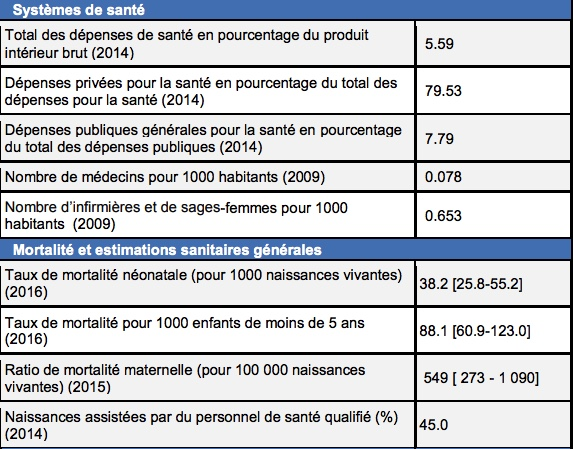 Systèmes de santé
Total des dépenses de santé en pourcentage du produit
intérieur brut (2014)
5.59
Dépenses privées pour la santé en pourcentage du total des
dépenses pour la santé (2014)
79.53
Dépenses publiques générales pour la santé en pourcentage
du total des dépenses publiques (2014)
7.79
Nombre de médecins pour 1000 habitants (2009)
0.078
Nombre d'infirmières et de sages-femmes pour 1000
habitants (2009)
0.653
Mortalité et estimations sanitaires générales
Taux de mortalité néonatale (pour 1000 naissances vivantes)
(2016)
38.2 [25.8-55.2]
Taux de mortalité pour 1000 enfants de moins de 5 ans
(2016)
88.1 [60.9-123.0]
Ratio de mortalité maternelle (pour 100 000 naissances
vivantes) (2015)
549 [ 273 - 1 090]
Naissances assistées par du personnel de santé qualifié (%)
(2014)
45.0